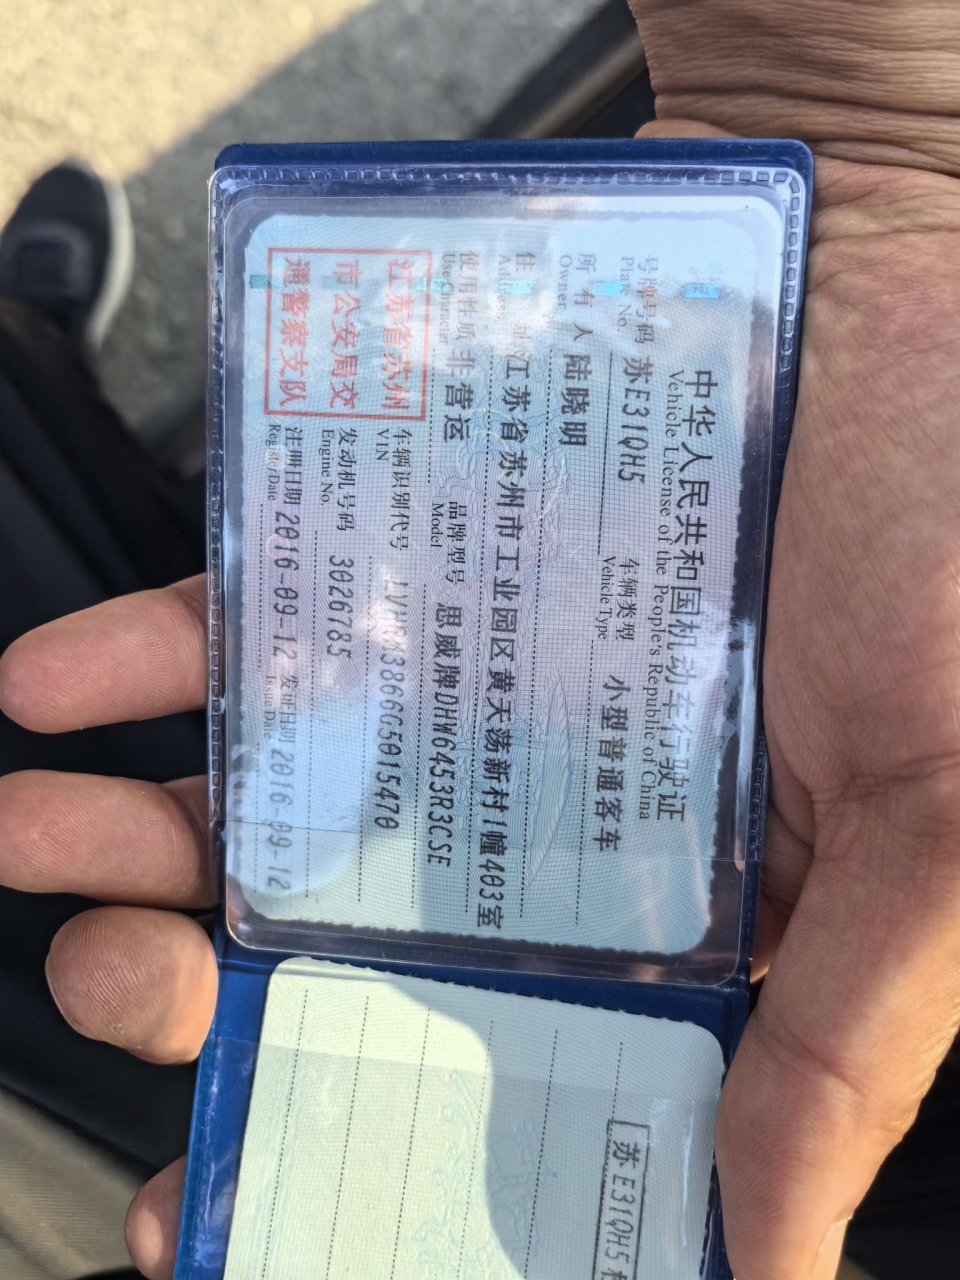 中华人民共和国机动车行驶证
Vehicle License of the People's Republic of China
号牌号码 苏E31QH5 车辆类型 小型普通客车
Plate No. Vehicle Type
所有人 陆晓明
Owner
住址 江苏省苏州市工业园区黄天荡新村1幢403室
Address
使用性质 非营运 品牌型号 思威牌DHW6453R3CSE
Use Character Model
江苏省苏州
市公安局交
通警察支队
车辆识别代号
VIN
发动机号码 3026785
Engine No.
注册日期 2016-09-12 发证日期 2016-09-12
Register Date Issue Date
苏E31QH5